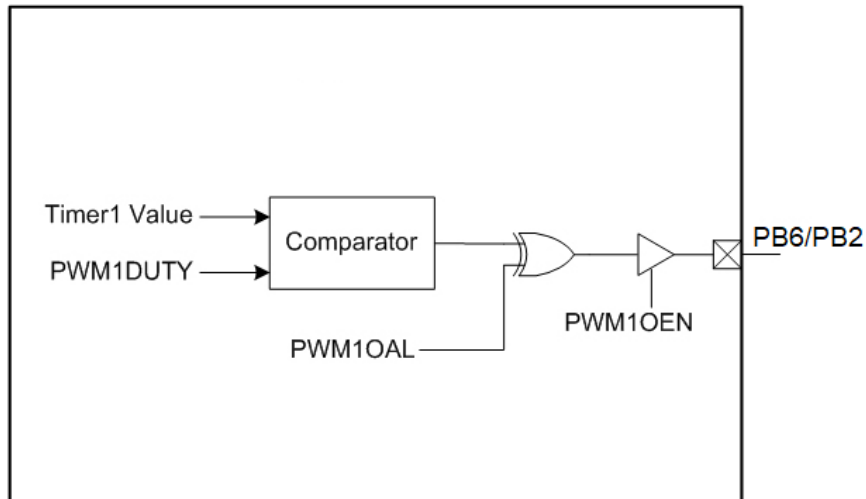 Timer1 Value
Comparator
PB6/PB2
PWM1DUTY
PWM1OEN
PWM1OAL